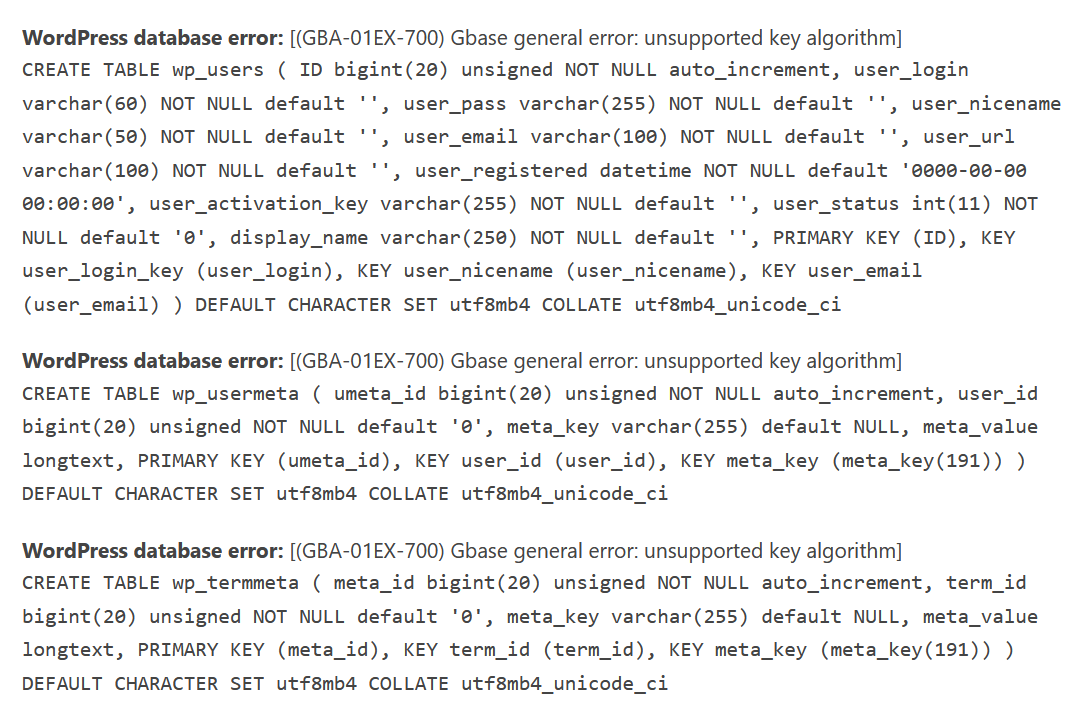 WordPress database error: [(GBA-01EX-700) Gbase general error: unsupported key algorithm]
CREATE TABLE wp_users ( ID bigint(20) unsigned NOT NULL auto_increment, user_login
varchar(60) NOT NULL default '', user_pass varchar(255) NOT NULL default '', user_nicename
varchar(50) NOT NULL default '', user_email varchar(100) NOT NULL default '', user_url
varchar(100) NOT NULL default '', user_registered datetime NOT NULL default '0000-00-00
00:00:00', user_activation_key varchar(255) NOT NULL default '', user_status int(11) NOT
NULL default '0', display_name varchar(250) NOT NULL default '', PRIMARY KEY (ID), KEY
user_login_key (user_login), KEY user_nicename (user_nicename), KEY user_email
(user_email) ) DEFAULT CHARACTER SET utf8mb4 COLLATE utf8mb4_unicode_ci
WordPress database error: [(GBA-01EX-700) Gbase general error: unsupported key algorithm]
CREATE TABLE wp_usermeta ( umeta_id bigint(20) unsigned NOT NULL auto_increment, user_id
bigint(20) unsigned NOT NULL default '0', meta_key varchar(255) default NULL, meta_value
longtext, PRIMARY KEY (umeta_id), KEY user_id (user_id), KEY meta_key (meta_key(191)) )
DEFAULT CHARACTER SET utf8mb4 COLLATE utf8mb4_unicode_ci
WordPress database error: [(GBA-01EX-700) Gbase general error: unsupported key algorithm]
CREATE TABLE wp_termmeta ( meta_id bigint(20) unsigned NOT NULL auto_increment, term_id
bigint(20) unsigned NOT NULL default '0', meta_key varchar(255) default NULL, meta_value
longtext, PRIMARY KEY (meta_id), KEY term_id (term_id), KEY meta_key (meta_key(191)) )
DEFAULT CHARACTER SET utf8mb4 COLLATE utf8mb4_unicode_ci